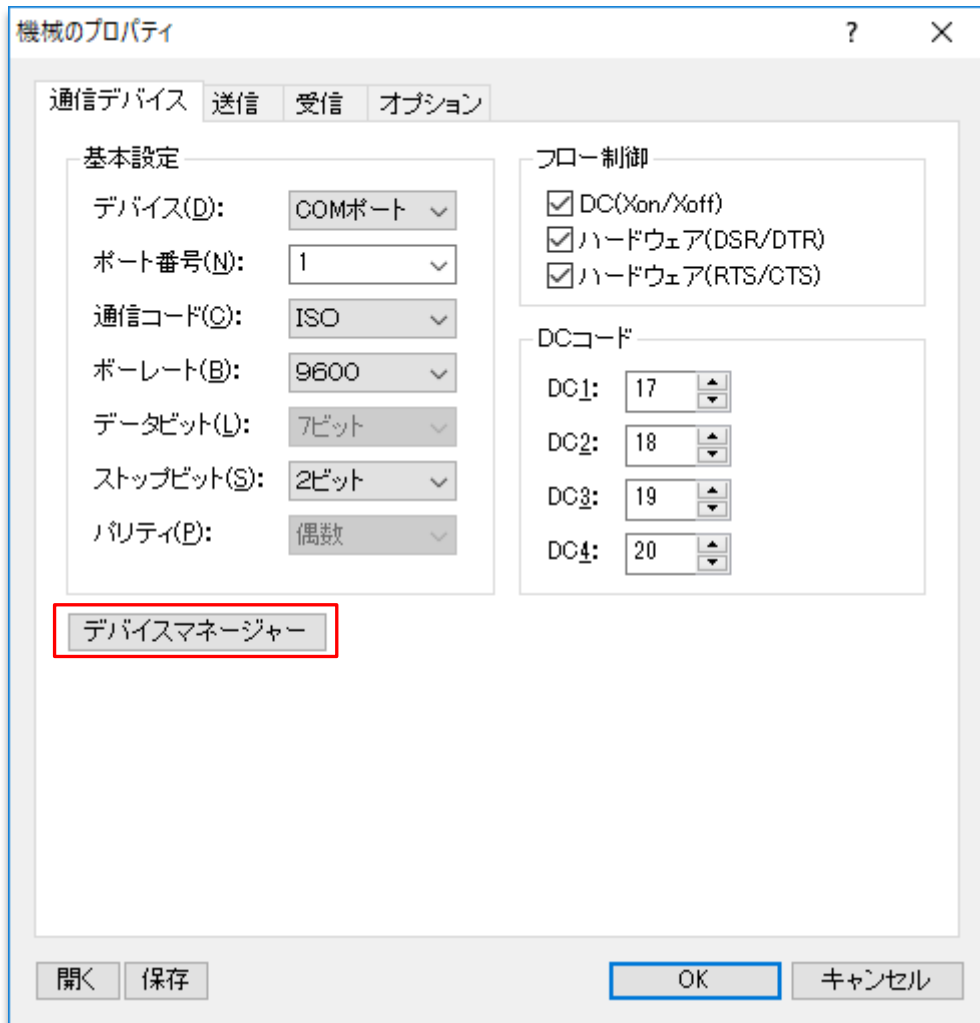 機械のプロパティ ?
通信デバイス 送信 受信 オプション
基本設定
デバイス(D): COMポート
ポート番号(N): 1
通信コード(C): ISO
ボーレート(B): 9600
データビット(L): 7ビット
ストップビット(S): 2ビット
パリティ(P): 偶数
フロー制御
DC(Xon/Xoff)
ハードウェア(DSR/DTR)
ハードウェア(RTS/CTS)
DCコード
DC1: 17
DC2: 18
DC3: 19
DC4: 20
デバイスマネージャー
開く 保存 OK キャンセル